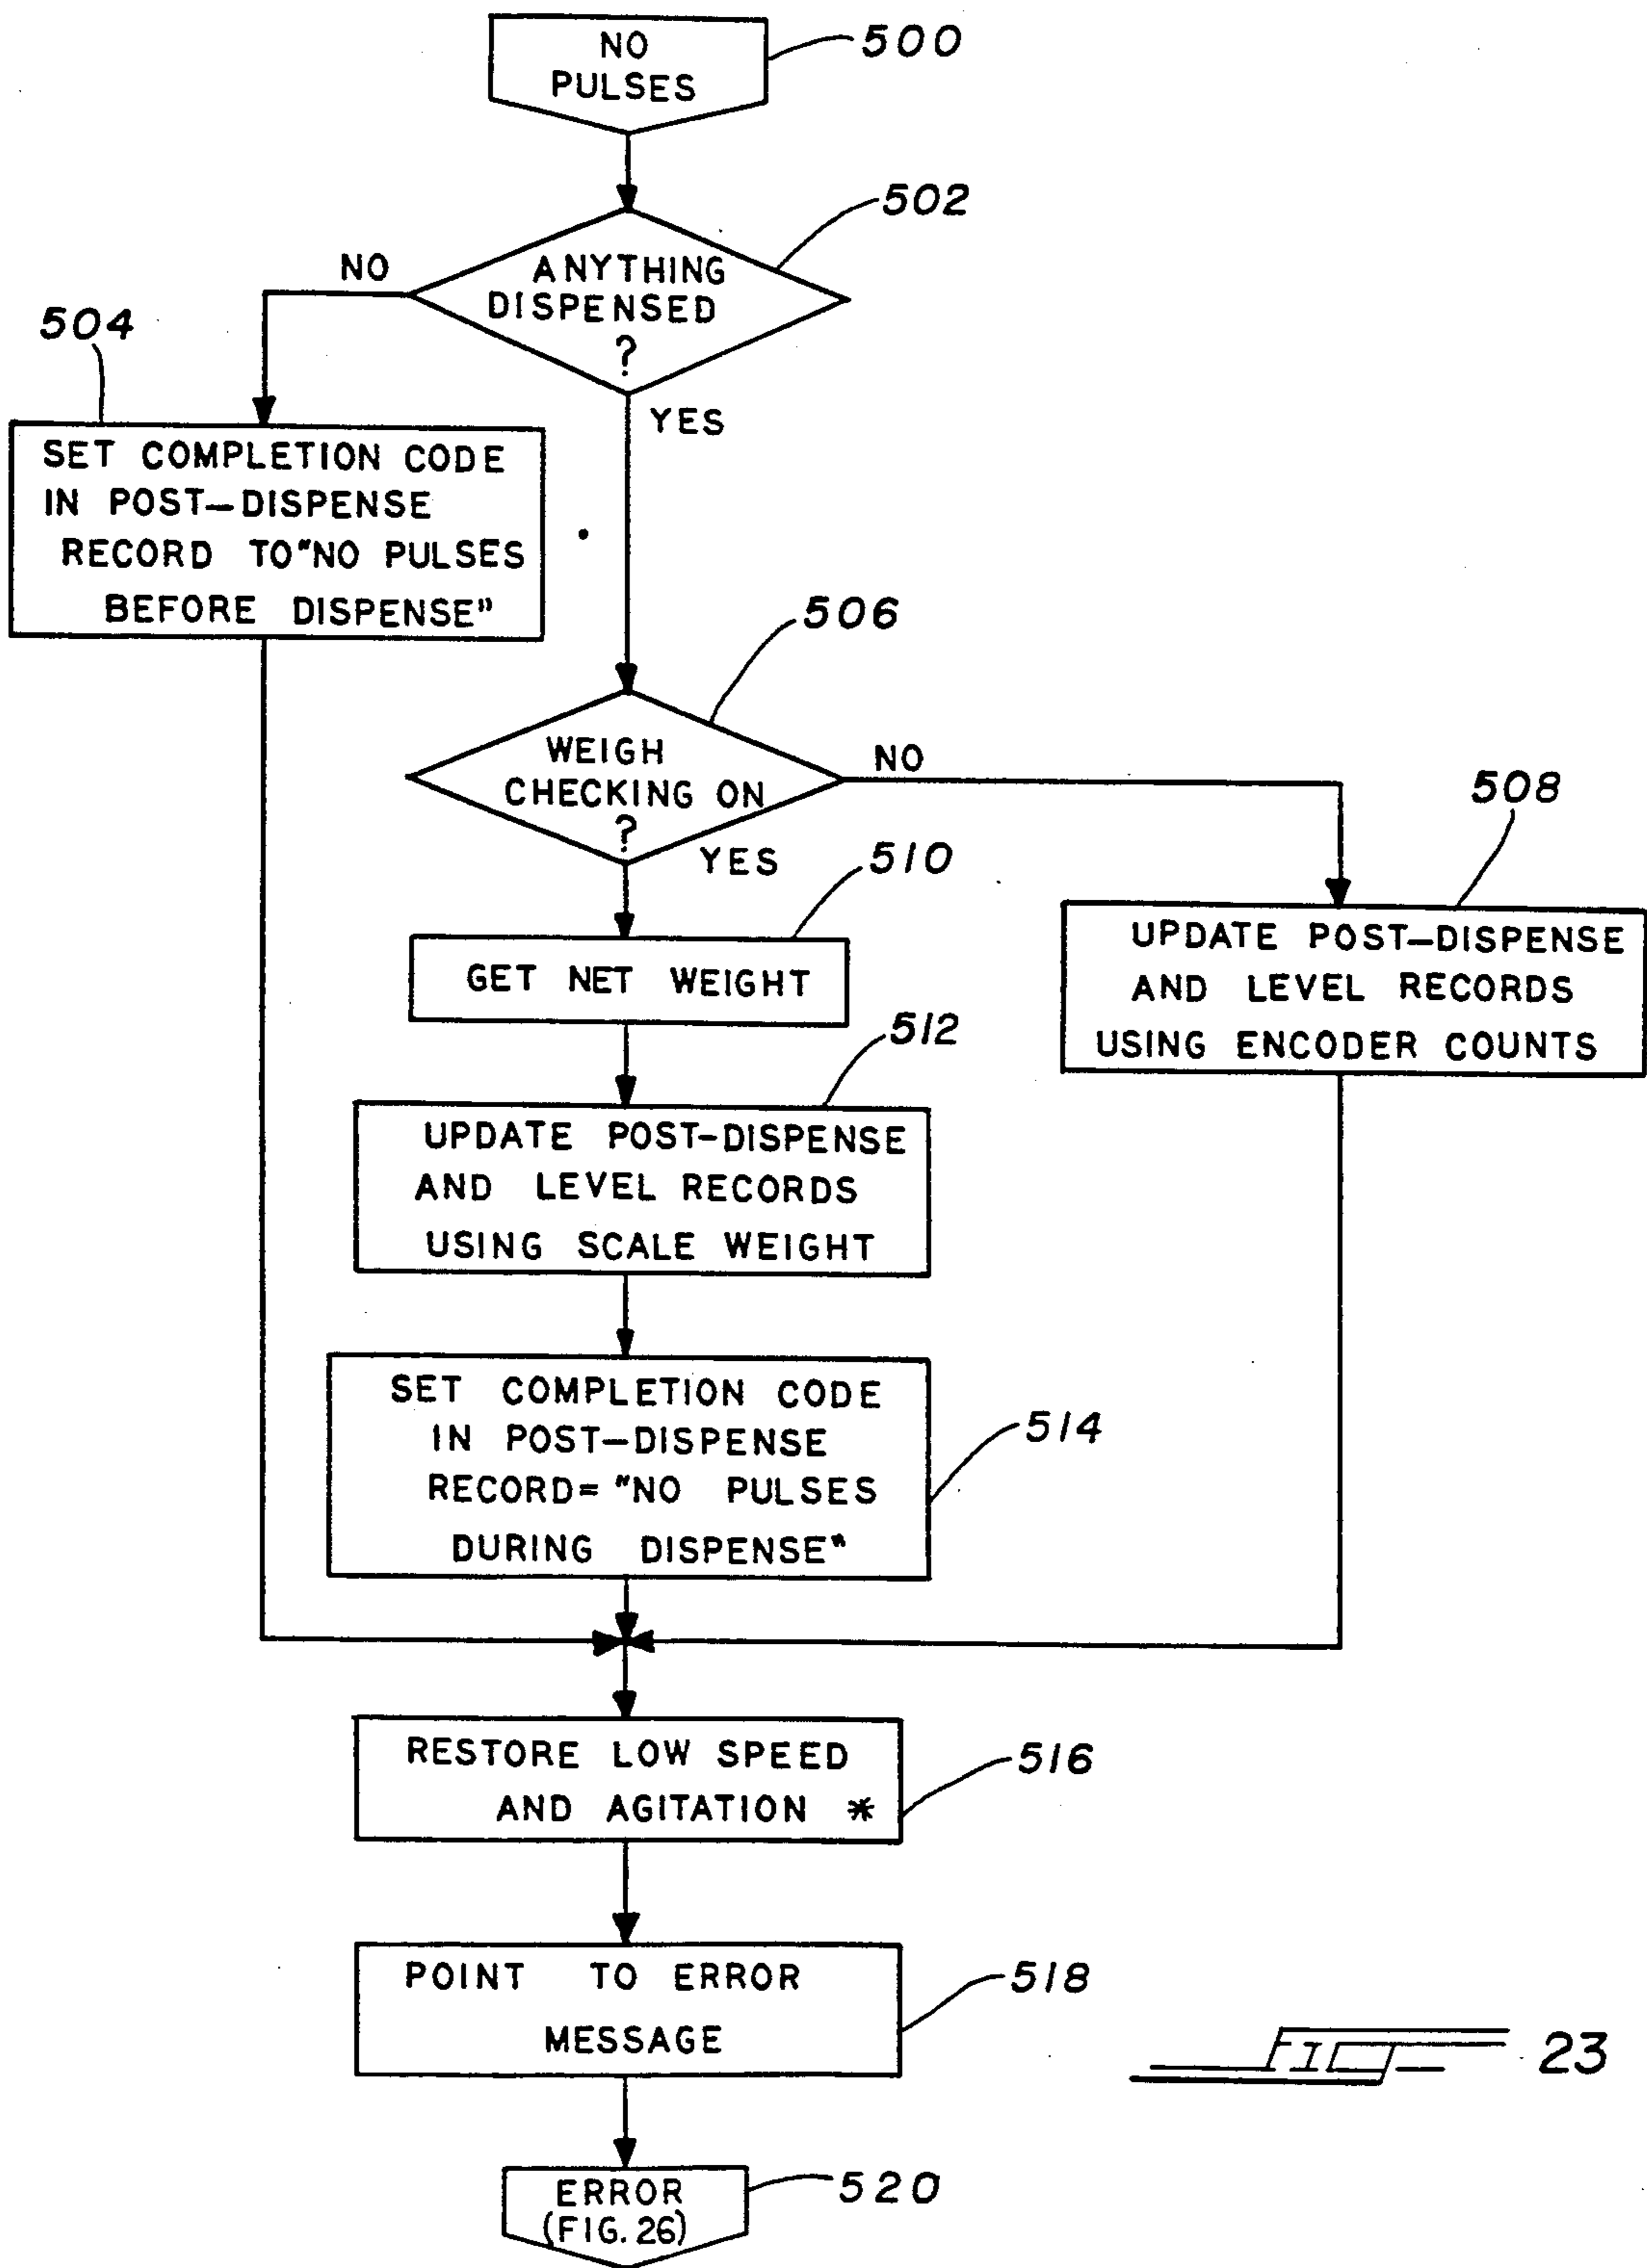 NO
PULSES
500
502
NO
ANYTHING
DISPENSED
?
504
YES
SET COMPLETION CODE
IN POST-DISPENSE
RECORD TO "NO PULSES
BEFORE DISPENSE"
506
WEIGH
CHECKING ON
?
NO
508
YES
510
GET NET WEIGHT
UPDATE POST-DISPENSE
AND LEVEL RECORDS
USING ENCODER COUNTS
512
UPDATE POST-DISPENSE
AND LEVEL RECORDS
USING SCALE WEIGHT
SET COMPLETION CODE
IN POST-DISPENSE
RECORD= "NO PULSES
DURING DISPENSE"
514
RESTORE LOW SPEED
AND AGITATION *
516
POINT TO ERROR
MESSAGE
518
FIG- 23
ERROR
(FIG. 26)
520